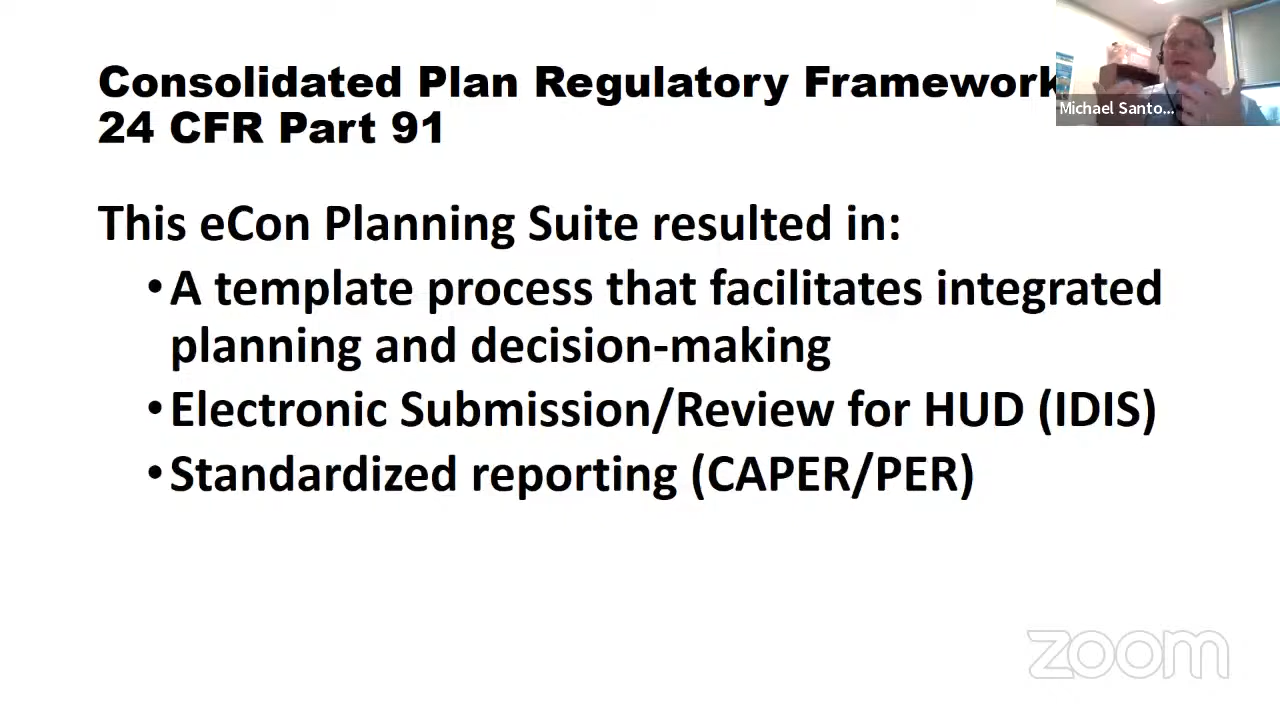 Consolidated Plan Regulatory Framework
24 CFR Part 91
Michael Santo...
This eCon Planning Suite resulted in:
•A template process that facilitates integrated
planning and decision-making
•Electronic Submission/Review for HUD (IDIS)
•Standardized reporting (CAPER/PER)
zoom